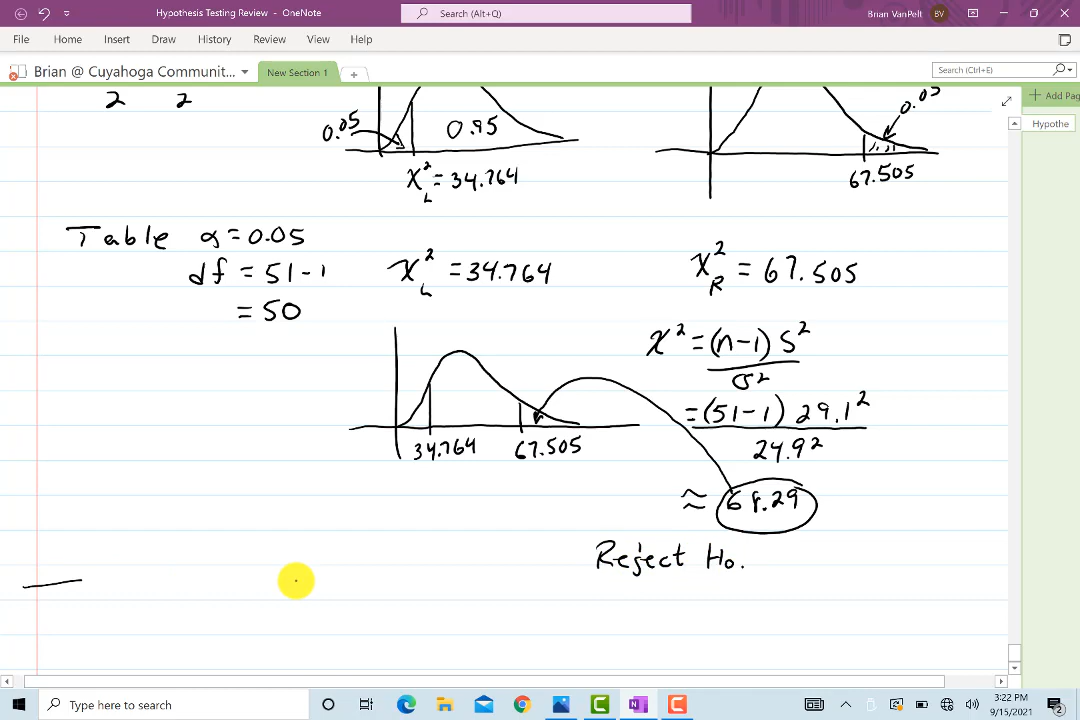 Hypothesis Testing Review - OneNote
Search (Alt+Q)
Brian VanPelt BV
File Home Insert Draw History Review View Help
Brian @ Cuyahoga Communit...
New Section 1
Search (Ctrl+E)
Add Pag
Hypothe
2 2
0.05
0.95
0.05
χ²L = 34.764
67.505
Table α = 0.05
df = 51 - 1
= 50
χ²L = 34.764
χ²R = 67.505
34.764
67.505
χ² = (n-1) S²
σ²
= (51-1) 29.1²
24.9²
≈ 68.29
Reject Ho.
Type here to search
3:22 PM
9/15/2021
2